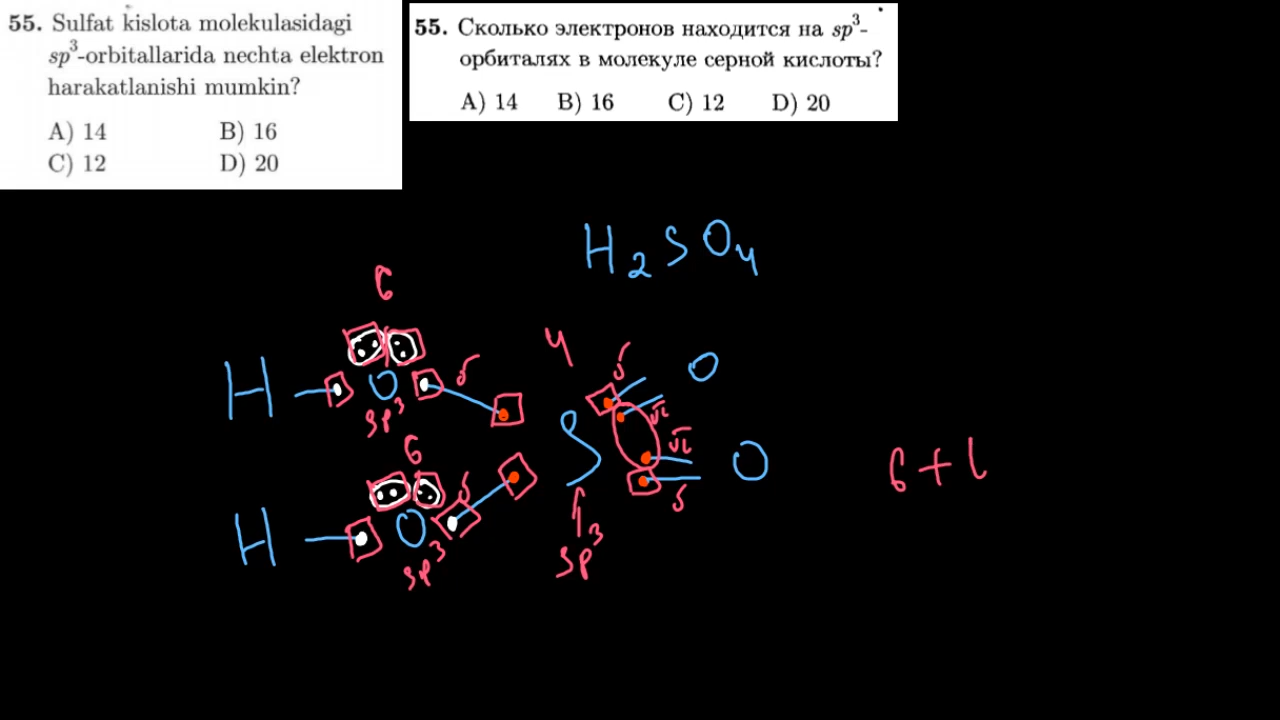 55. Sulfat kislota molekulasidagi
sp³-orbitallarida nechta elektron
harakatlanishi mumkin?
A) 14 B) 16
C) 12 D) 20
55. Сколько электронов находится на sp³-
орбиталях в молекуле серной кислоты?
A) 14 B) 16 C) 12 D) 20
H₂SO₄
6
4
H O δ S δ O
sp³ π
6 π
H O δ O
sp³ δ
sp³
6+